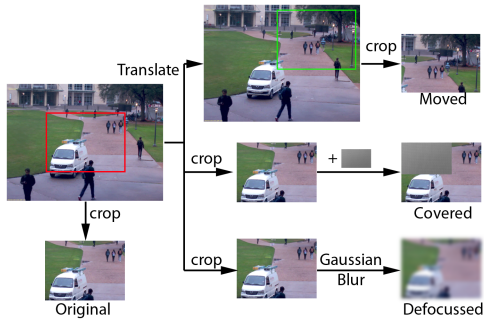 Translate
crop
Moved
crop
+
Covered
crop
crop
Gaussian
Blur
Original
Defocussed